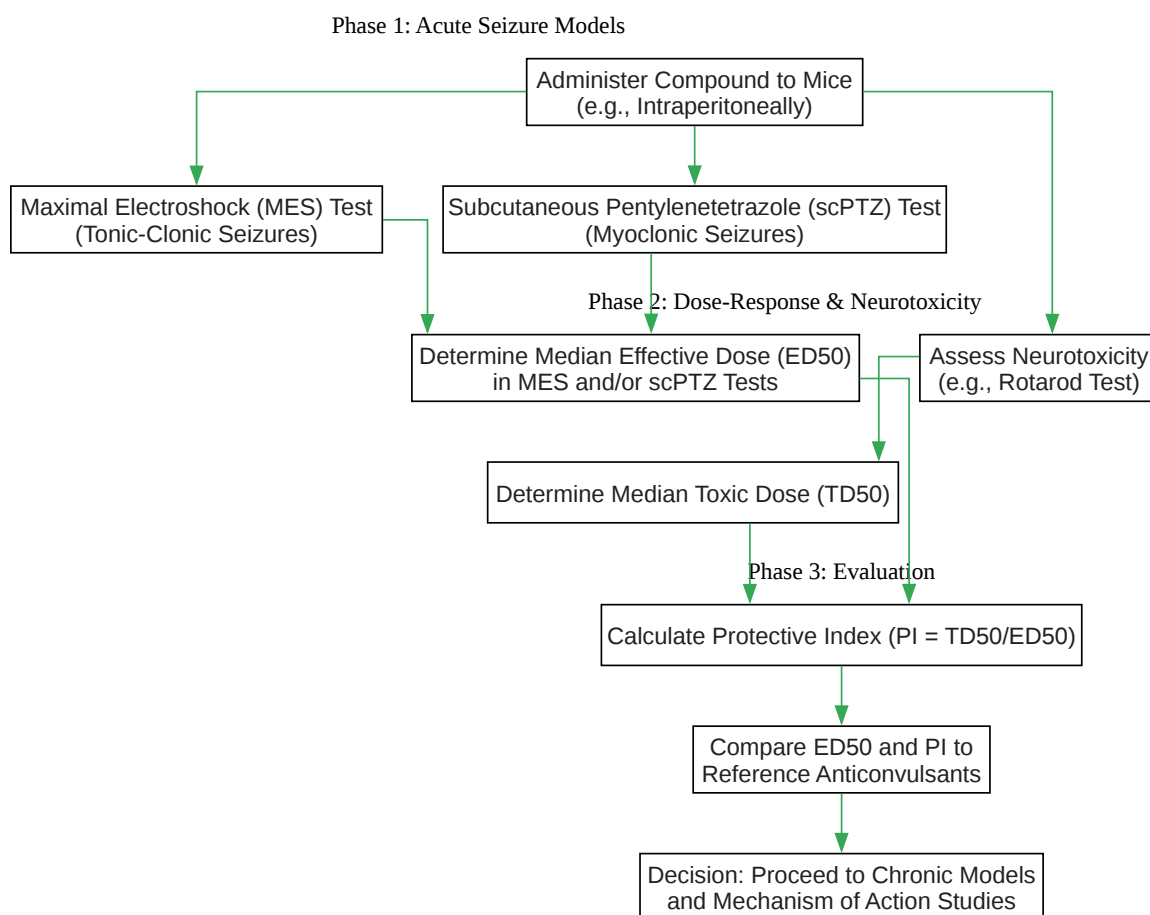 Phase 1: Acute Seizure Models
Administer Compound to Mice
(e.g., Intraperitoneally)
Maximal Electroshock (MES) Test
(Tonic-Clonic Seizures)
Subcutaneous Pentylenetetrazole (scPTZ) Test
(Myoclonic Seizures)
Phase 2: Dose-Response & Neurotoxicity
Determine Median Effective Dose (ED50)
in MES and/or scPTZ Tests
Assess Neurotoxicity
(e.g., Rotarod Test)
Determine Median Toxic Dose (TD50)
Phase 3: Evaluation
Calculate Protective Index (PI = TD50/ED50)
Compare ED50 and PI to
Reference Anticonvulsants
Decision: Proceed to Chronic Models
and Mechanism of Action Studies